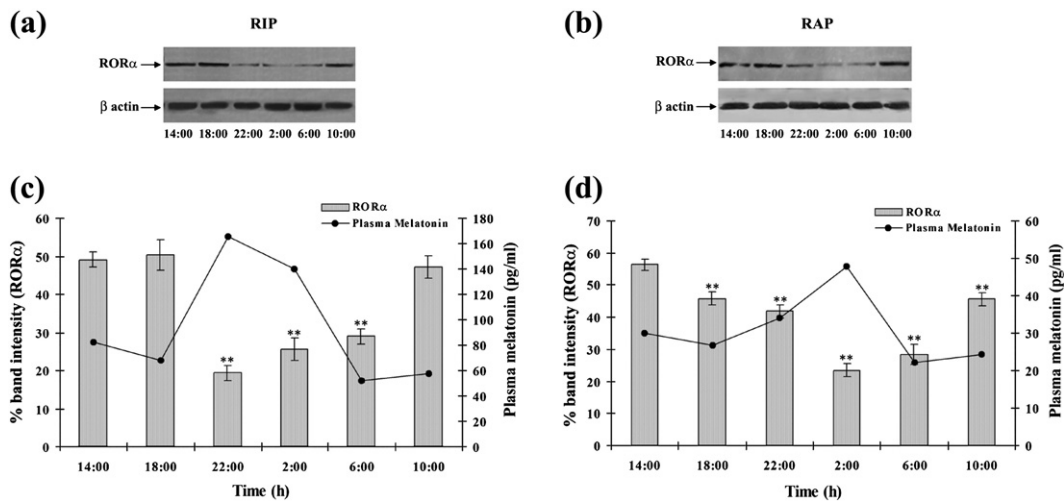 (a)
RIP
RORα
β actin
14:00 18:00 22:00 2:00 6:00 10:00
(b)
RAP
RORα
β actin
14:00 18:00 22:00 2:00 6:00 10:00
(c)
RORα
Plasma Melatonin
% band intensity (RORα)
60
50
40
30
20
10
0
**
**
**
180
160
140
120
100
80
60
40
20
0
Plasma melatonin (pg/ml)
14:00 18:00 22:00 2:00 6:00 10:00
Time (h)
(d)
RORα
Plasma Melatonin
% band intensity (RORα)
70
60
50
40
30
20
10
0
**
**
**
**
**
60
50
40
30
20
10
0
Plasma melatonin (pg/ml)
14:00 18:00 22:00 2:00 6:00 10:00
Time (h)